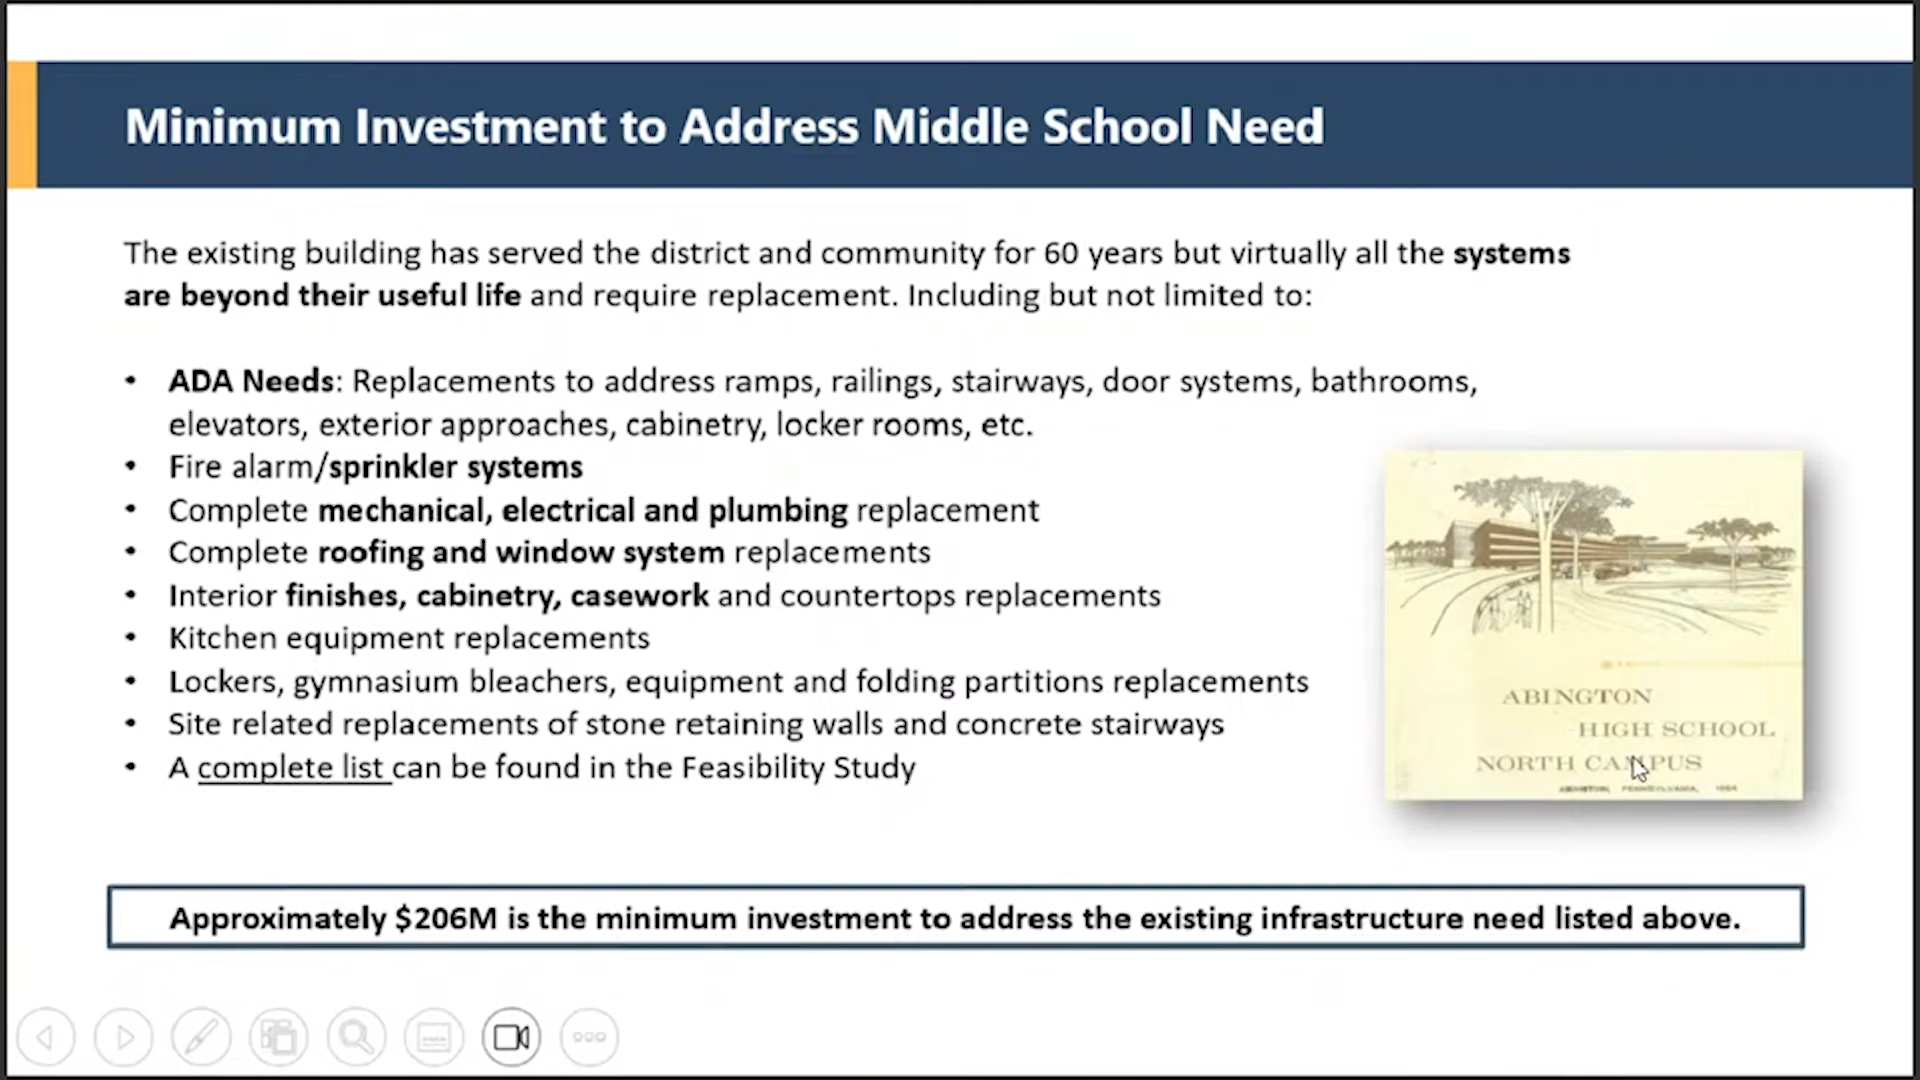 Minimum Investment to Address Middle School Need
The existing building has served the district and community for 60 years but virtually all the systems
are beyond their useful life and require replacement. Including but not limited to:
• ADA Needs: Replacements to address ramps, railings, stairways, door systems, bathrooms,
elevators, exterior approaches, cabinetry, locker rooms, etc.
• Fire alarm/sprinkler systems
• Complete mechanical, electrical and plumbing replacement
• Complete roofing and window system replacements
• Interior finishes, cabinetry, casework and countertops replacements
• Kitchen equipment replacements
• Lockers, gymnasium bleachers, equipment and folding partitions replacements
• Site related replacements of stone retaining walls and concrete stairways
• A complete list can be found in the Feasibility Study
ABINGTON
HIGH SCHOOL
NORTH CAMPUS
ABINGTON, PENNSYLVANIA, 1964
Approximately $206M is the minimum investment to address the existing infrastructure need listed above.